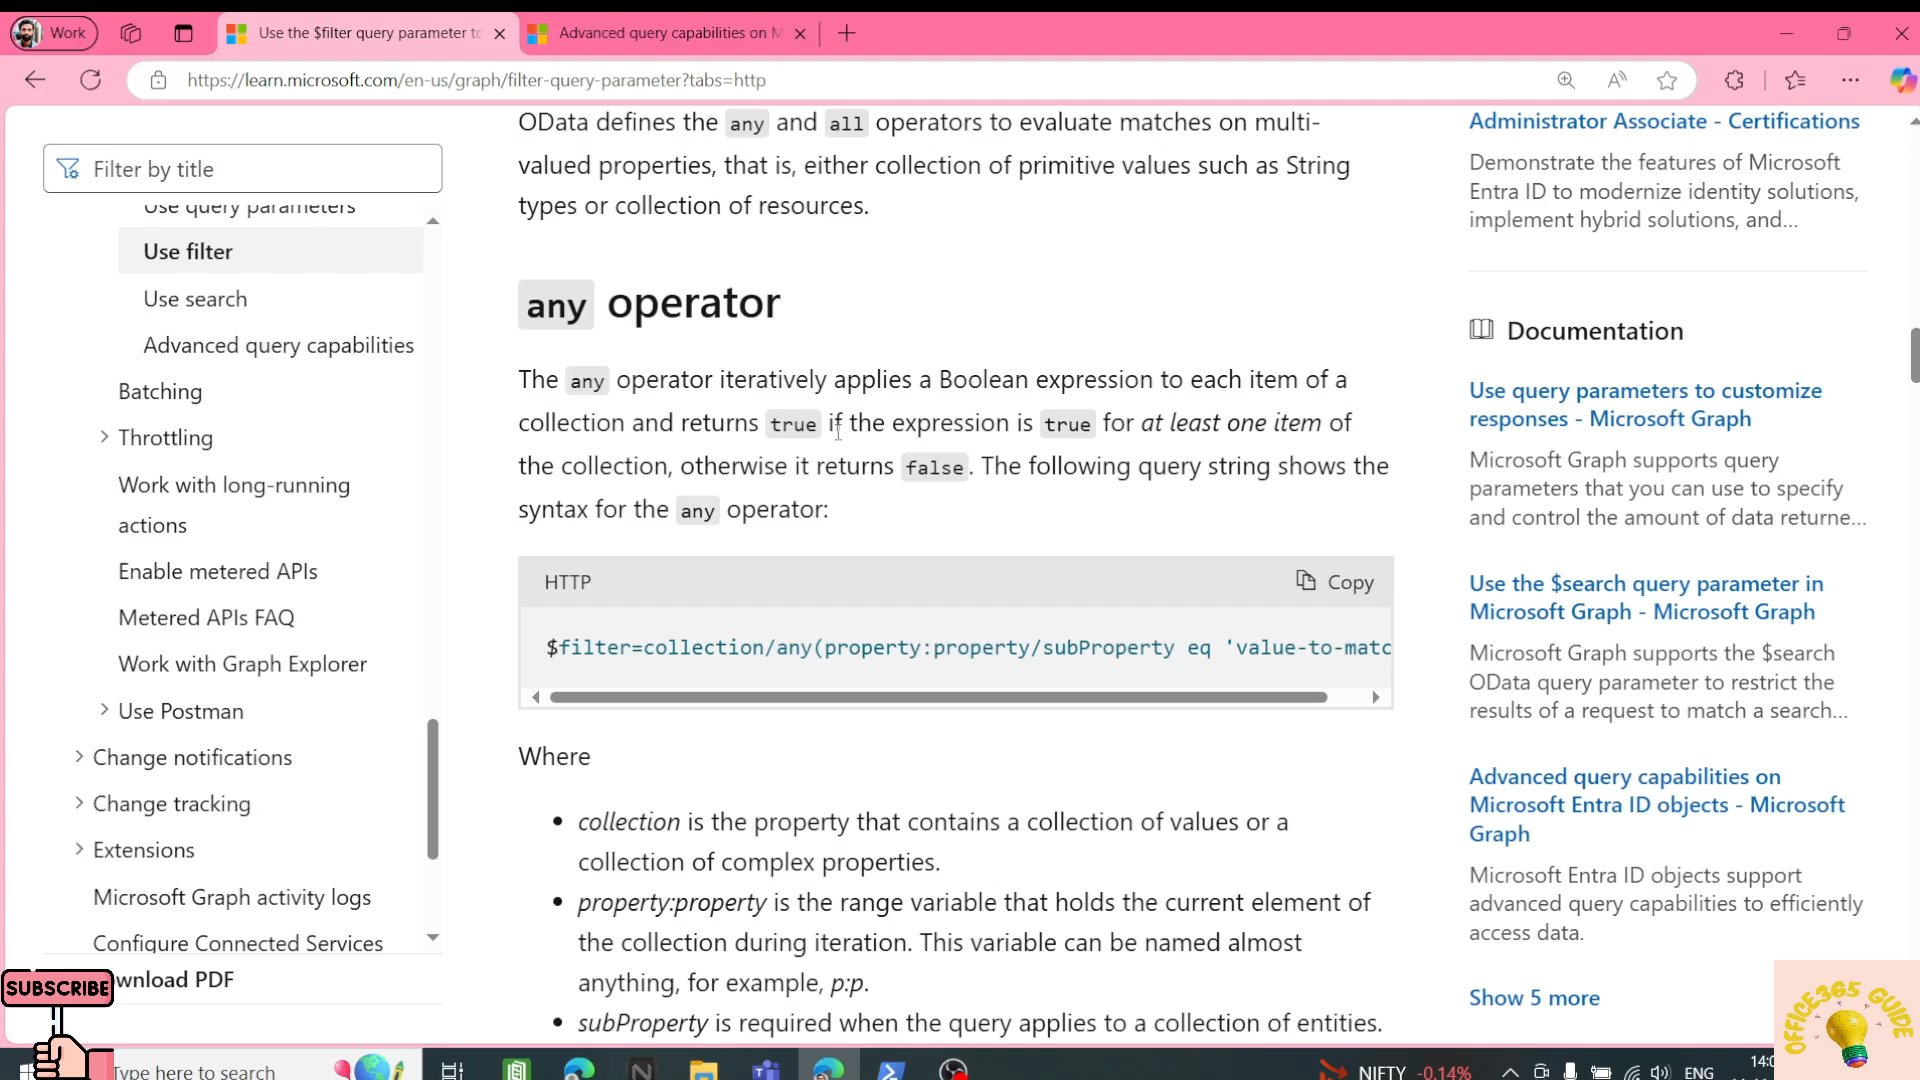 Work
Use the $filter query parameter to
Advanced query capabilities on M
https://learn.microsoft.com/en-us/graph/filter-query-parameter?tabs=http
Filter by title
Use query parameters
Use filter
Use search
Advanced query capabilities
Batching
Throttling
Work with long-running
actions
Enable metered APIs
Metered APIs FAQ
Work with Graph Explorer
Use Postman
Change notifications
Change tracking
Extensions
Microsoft Graph activity logs
Configure Connected Services
wnload PDF
OData defines the any and all operators to evaluate matches on multi-
valued properties, that is, either collection of primitive values such as String
types or collection of resources.
any operator
The any operator iteratively applies a Boolean expression to each item of a
collection and returns true if the expression is true for at least one item of
the collection, otherwise it returns false. The following query string shows the
syntax for the any operator:
HTTP
Copy
$filter=collection/any(property:property/subProperty eq 'value-to-matc
Where
• collection is the property that contains a collection of values or a
collection of complex properties.
• property:property is the range variable that holds the current element of
the collection during iteration. This variable can be named almost
anything, for example, p:p.
• subProperty is required when the query applies to a collection of entities.
Administrator Associate - Certifications
Demonstrate the features of Microsoft
Entra ID to modernize identity solutions,
implement hybrid solutions, and...
Documentation
Use query parameters to customize
responses - Microsoft Graph
Microsoft Graph supports query
parameters that you can use to specify
and control the amount of data returne...
Use the $search query parameter in
Microsoft Graph - Microsoft Graph
Microsoft Graph supports the $search
OData query parameter to restrict the
results of a request to match a search...
Advanced query capabilities on
Microsoft Entra ID objects - Microsoft
Graph
Microsoft Entra ID objects support
advanced query capabilities to efficiently
access data.
Show 5 more
SUBSCRIBE
OFFICE365 GUIDE
Type here to search
NIFTY -0.14%
ENG
14:0